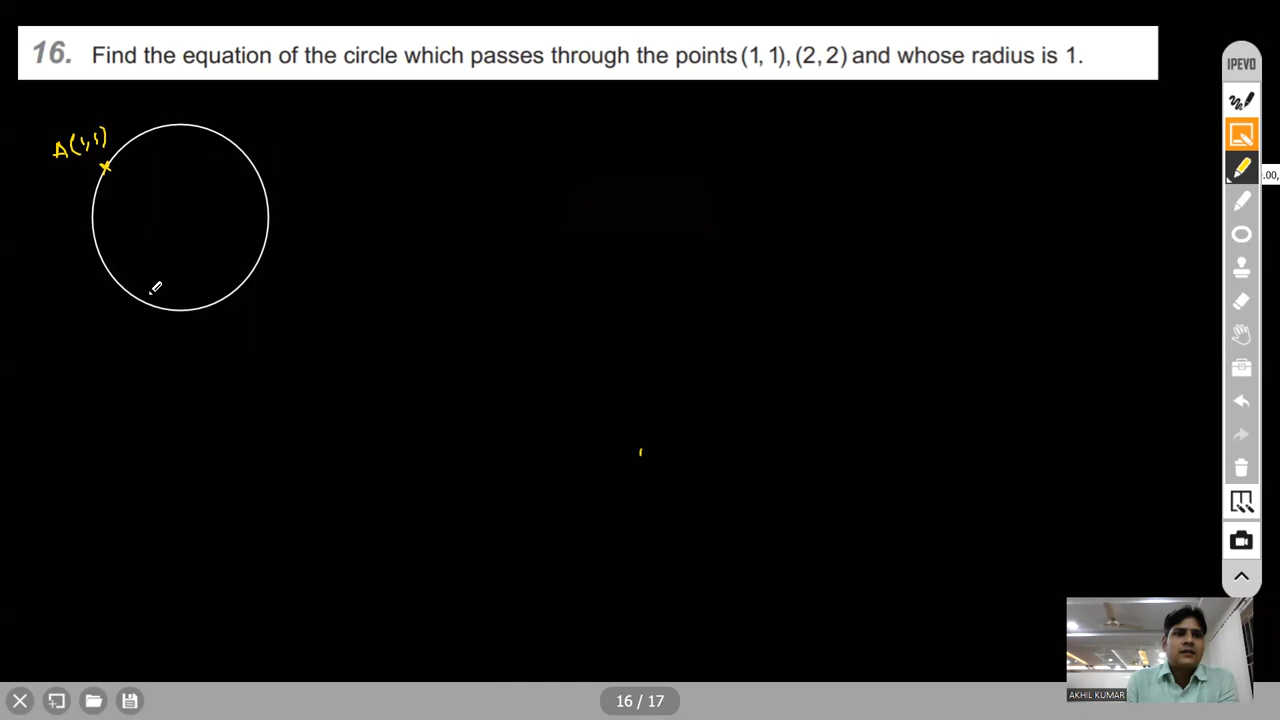 16. Find the equation of the circle which passes through the points (1, 1), (2, 2) and whose radius is 1.
IPEVO
A(1,1)
.00,
16 / 17
AKHIL KUMAR